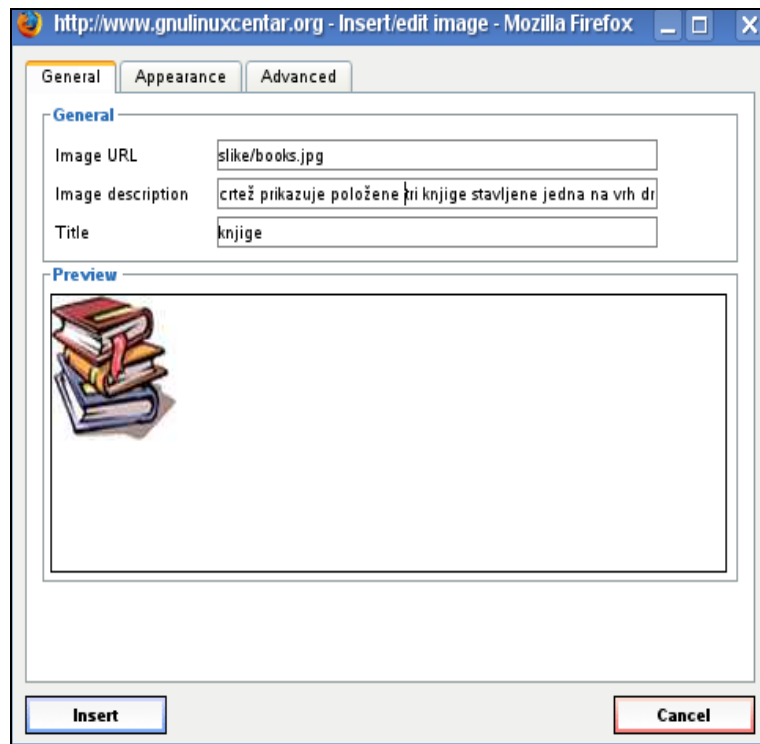 http://www.gnulinuxcentar.org - Insert/edit image - Mozilla Firefox
General Appearance Advanced
General
Image URL slike/books.jpg
Image description crtež prikazuje položene tri knjige stavljene jedna na vrh dr
Title knjige
Preview
Insert Cancel